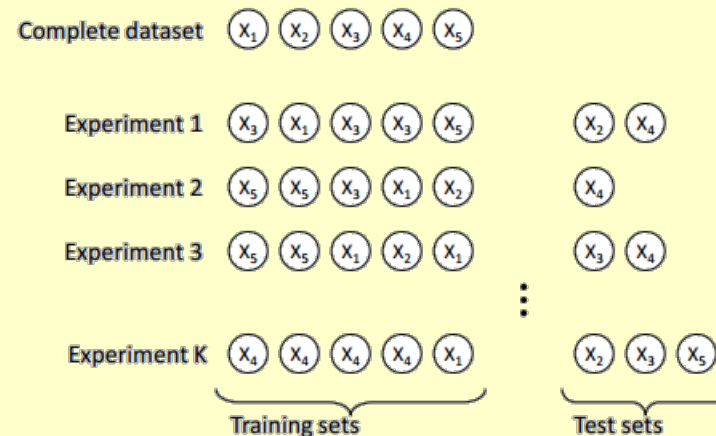 Complete dataset X₁ X₂ X₃ X₄ X₅
Experiment 1 X₃ X₁ X₃ X₃ X₅ X₂ X₄
Experiment 2 X₅ X₅ X₃ X₁ X₂ X₄
Experiment 3 X₅ X₅ X₁ X₂ X₁ X₃ X₄
Experiment K X₄ X₄ X₄ X₄ X₁ X₂ X₃ X₅
Training sets Test sets